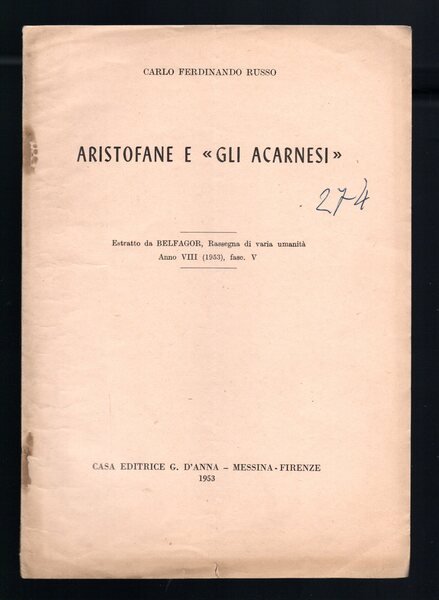 CARLO FERDINANDO RUSSO
ARISTOFANE E « GLI ACARNESI »
274
Estratto da BELFAGOR, Rassegna di varia umanità
Anno VIII (1953), fasc. V
CASA EDITRICE G. D'ANNA – MESSINA - FIRENZE
1953